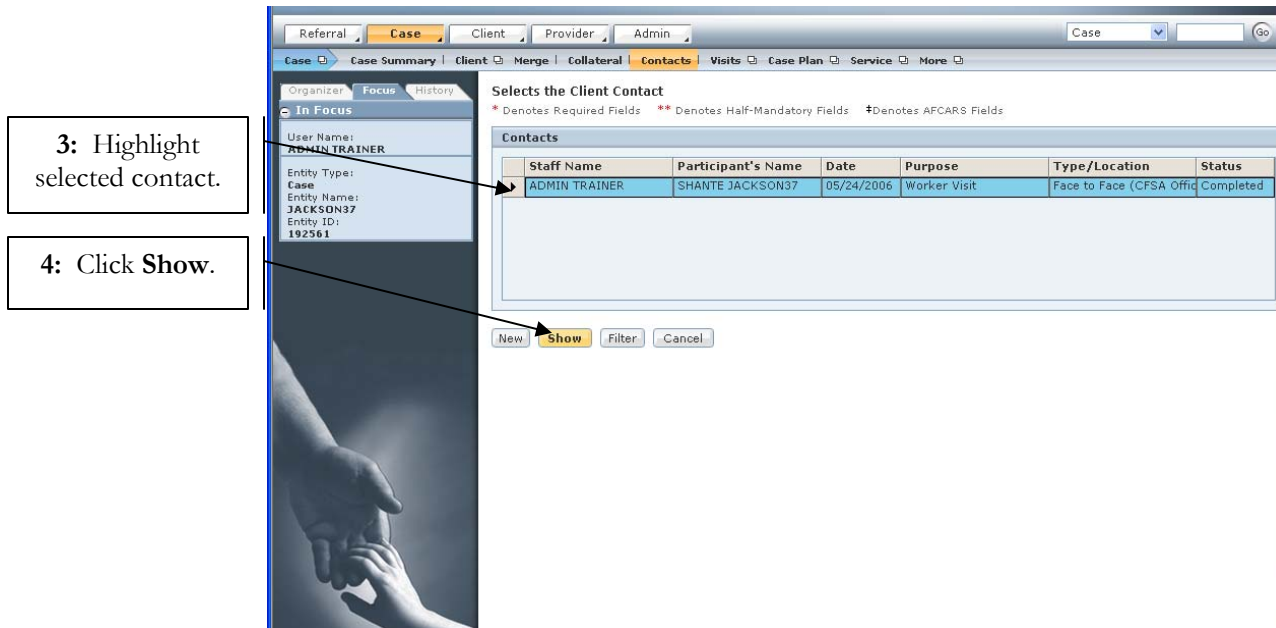 Referral Case Client Provider Admin Case Go
Case Case Summary | Client Merge | Collateral | Contacts | Visits Case Plan Service More
Organizer Focus History
In Focus
User Name:
ADMIN TRAINER
Entity Type:
Case
Entity Name:
JACKSON37
Entity ID:
192561
3: Highlight
selected contact.
4: Click Show.
Selects the Client Contact
* Denotes Required Fields ** Denotes Half-Mandatory Fields ‡Denotes AFCARS Fields
Contacts
Staff Name Participant's Name Date Purpose Type/Location Status
ADMIN TRAINER SHANTE JACKSON37 05/24/2006 Worker Visit Face to Face (CFSA Offic Completed
New Show Filter Cancel